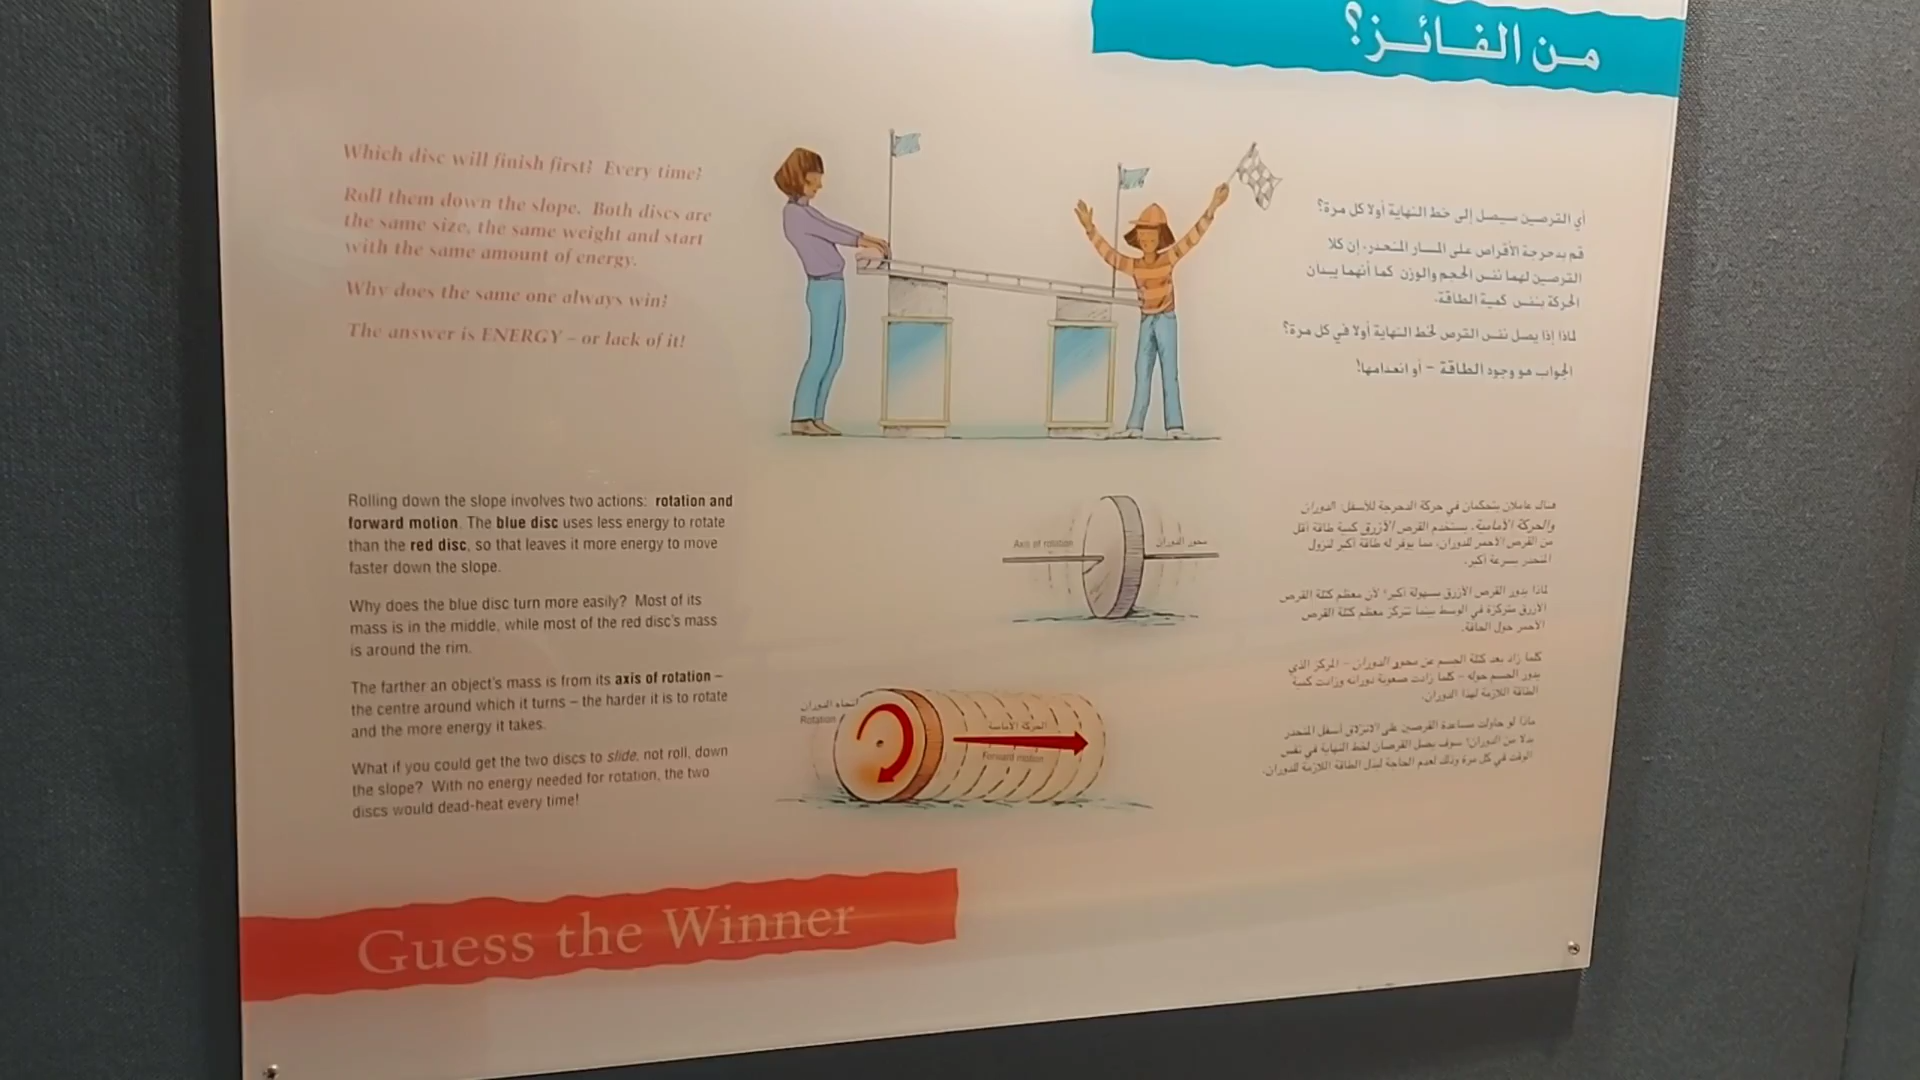 من الفائز؟
Which disc will finish first? Every time?
Roll them down the slope. Both discs are
the same size, the same weight and start
with the same amount of energy.
Why does the same one always win?
The answer is ENERGY – or lack of it!
أي القرصين سيصل إلى خط النهاية أولا كل مرة؟
قم بدحرجة الأقراص على المسار المنحدر، إن كلا
القرصين لهما نفس الحجم والوزن كما أنهما يبدآن
الحركة بنفس كمية الطاقة.
لماذا إذا يصل نفس القرص لخط النهاية أولا في كل مرة؟
الجواب هو وجود الطاقة – أو انعدامها!
Rolling down the slope involves two actions: rotation and
forward motion. The blue disc uses less energy to rotate
than the red disc, so that leaves it more energy to move
faster down the slope.
Why does the blue disc turn more easily? Most of its
mass is in the middle, while most of the red disc's mass
is around the rim.
The farther an object's mass is from its axis of rotation –
the centre around which it turns – the harder it is to rotate
and the more energy it takes.
What if you could get the two discs to slide, not roll, down
the slope? With no energy needed for rotation, the two
discs would dead-heat every time!
Axis of rotation
محور الدوران
اتجاه الدوران
Rotation
الحركة الأمامية
Forward motion
هناك عاملان يتحكمان في حركة الدحرجة للأسفل: الدوران
والحركة الأمامية. يستخدم القرص الأزرق كمية طاقة أقل
من القرص الأحمر للدوران، مما يوفر له طاقة أكبر لنزول
المنحدر بسرعة أكبر.
لماذا يدور القرص الأزرق بسهولة أكبر؟ لأن معظم كتلة القرص
الأزرق متركزة في الوسط بينما تتركز معظم كتلة القرص
الأحمر حول الحافة.
كلما زاد بعد كتلة الجسم عن محور الدوران – المركز الذي
يدور الجسم حوله – كلما زادت صعوبة دورانه وزادت كمية
الطاقة اللازمة لهذا الدوران.
ماذا لو حاولت مساعدة القرصين على الانزلاق أسفل المنحدر
بدلا من الدوران؟ سوف يصل القرصان لخط النهاية في نفس
الوقت في كل مرة وذلك لعدم الحاجة لبذل الطاقة اللازمة للدوران.
Guess the Winner